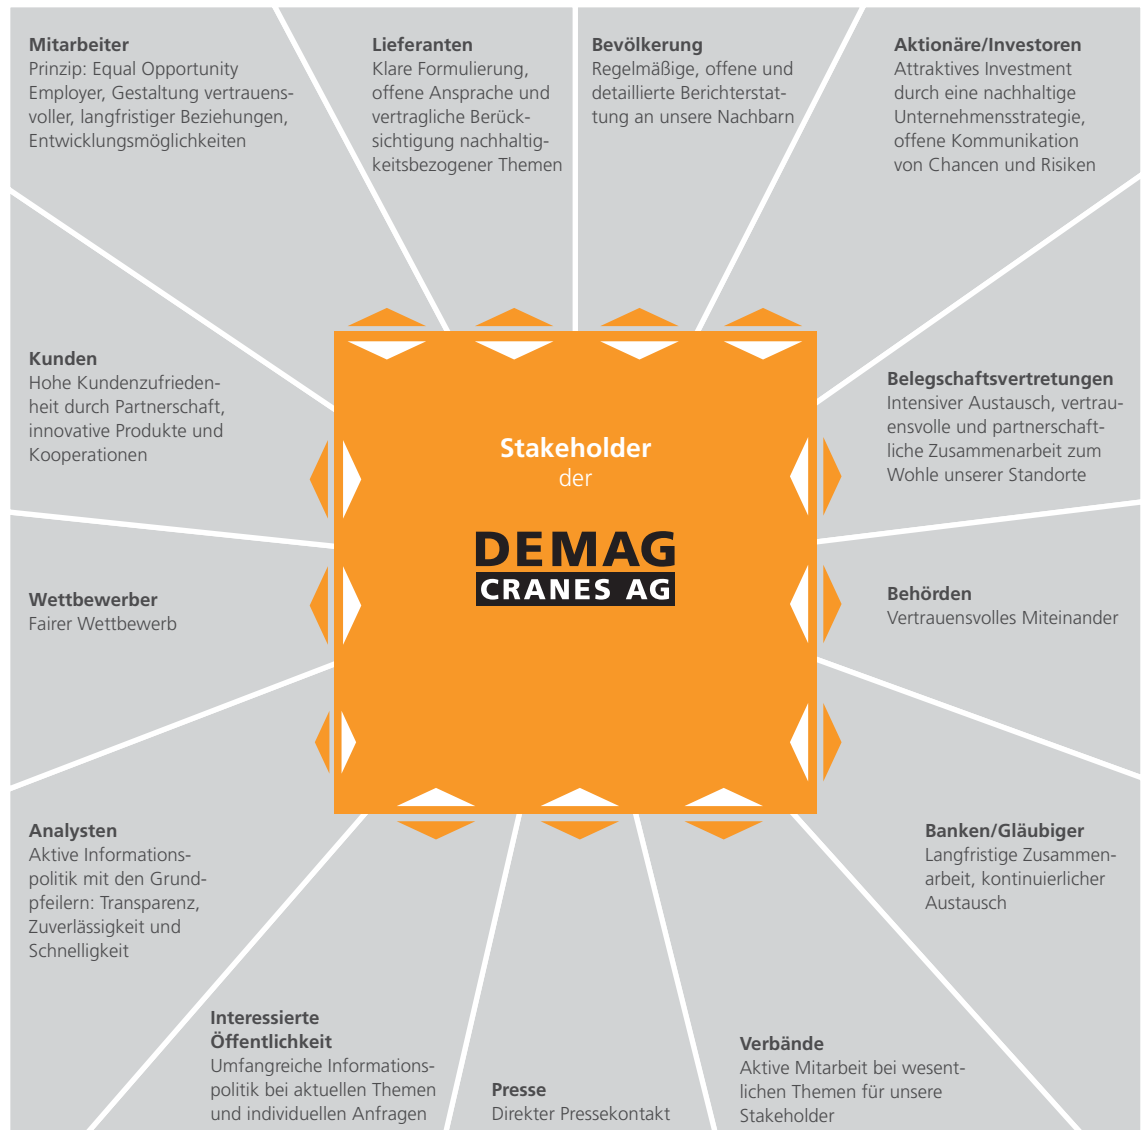 Mitarbeiter
Prinzip: Equal Opportunity
Employer, Gestaltung vertrauens-
voller, langfristiger Beziehungen,
Entwicklungsmöglichkeiten
Lieferanten
Klare Formulierung,
offene Ansprache und
vertragliche Berück-
sichtigung nachhaltig-
keitsbezogener Themen
Bevölkerung
Regelmäßige, offene und
detaillierte Berichterstat-
tung an unsere Nachbarn
Aktionäre/Investoren
Attraktives Investment
durch eine nachhaltige
Unternehmensstrategie,
offene Kommunikation
von Chancen und Risiken
Kunden
Hohe Kundenzufrieden-
heit durch Partnerschaft,
innovative Produkte und
Kooperationen
Belegschaftsvertretungen
Intensiver Austausch, vertrau-
ensvolle und partnerschaft-
liche Zusammenarbeit zum
Wohle unserer Standorte
Stakeholder
der
DEMAG
CRANES AG
Wettbewerber
Fairer Wettbewerb
Behörden
Vertrauensvolles Miteinander
Analysten
Aktive Informations-
politik mit den Grund-
pfeilern: Transparenz,
Zuverlässigkeit und
Schnelligkeit
Banken/Gläubiger
Langfristige Zusammen-
arbeit, kontinuierlicher
Austausch
Interessierte
Öffentlichkeit
Umfangreiche Informations-
politik bei aktuellen Themen
und individuellen Anfragen
Presse
Direkter Pressekontakt
Verbände
Aktive Mitarbeit bei wesent-
lichen Themen für unsere
Stakeholder